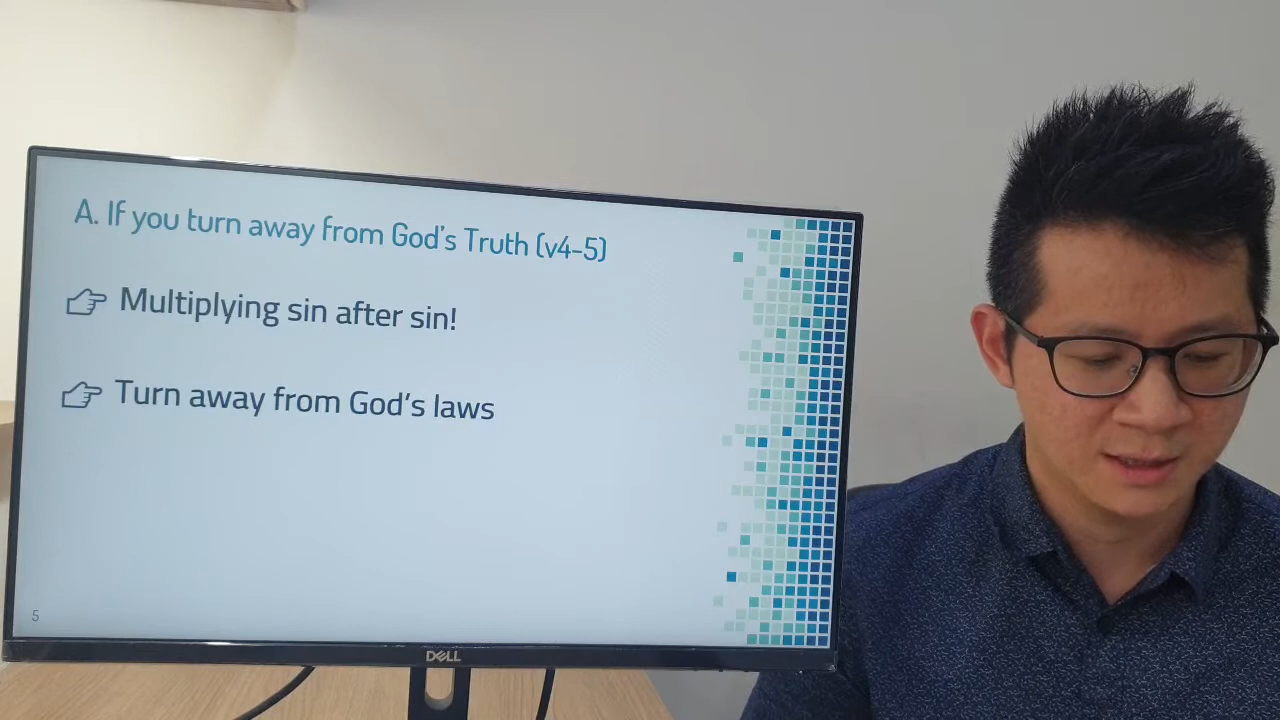 A. If you turn away from God's Truth (v4-5)
Multiplying sin after sin!
Turn away from God's laws
5
DELL